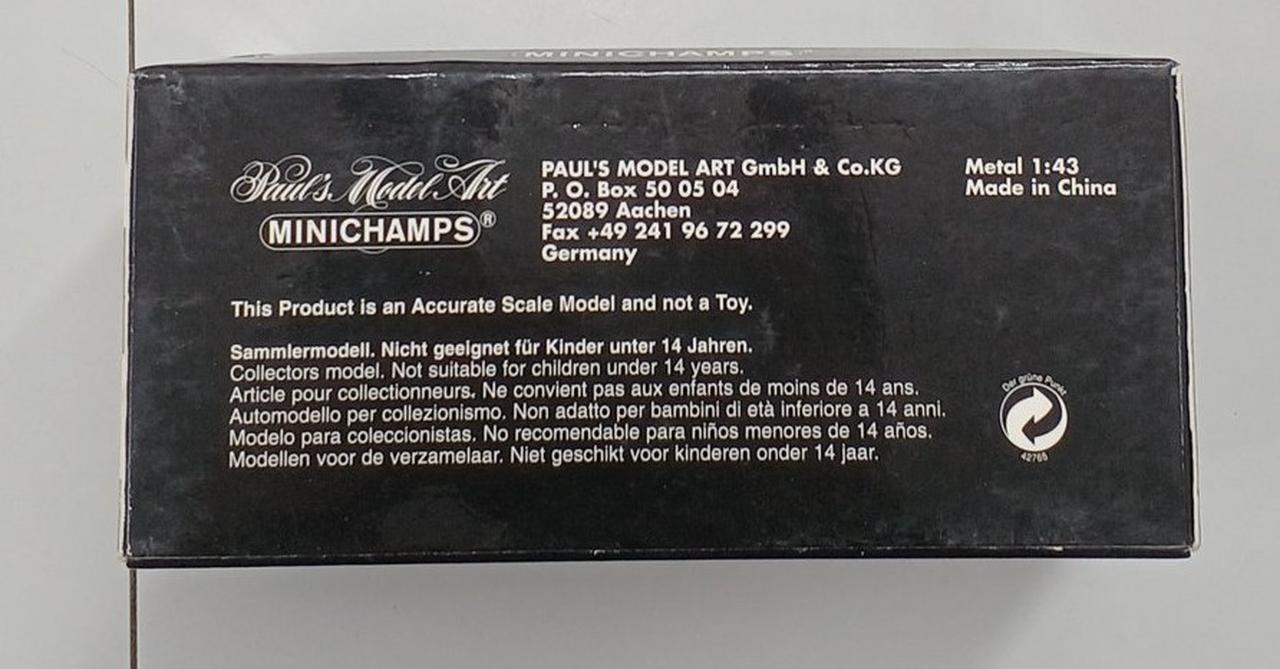 MINICHAMPS
Paul's Model Art
MINICHAMPS®
PAUL'S MODEL ART GmbH & Co.KG
P. O. Box 50 05 04
52089 Aachen
Fax +49 241 96 72 299
Germany
Metal 1:43
Made in China
This Product is an Accurate Scale Model and not a Toy.
Sammlermodell. Nicht geeignet für Kinder unter 14 Jahren.
Collectors model. Not suitable for children under 14 years.
Article pour collectionneurs. Ne convient pas aux enfants de moins de 14 ans.
Automodello per collezionismo. Non adatto per bambini di età inferiore a 14 anni.
Modelo para coleccionistas. No recomendable para niños menores de 14 años.
Modellen voor de verzamelaar. Niet geschikt voor kinderen onder 14 jaar.
Der grüne Punkt
42765